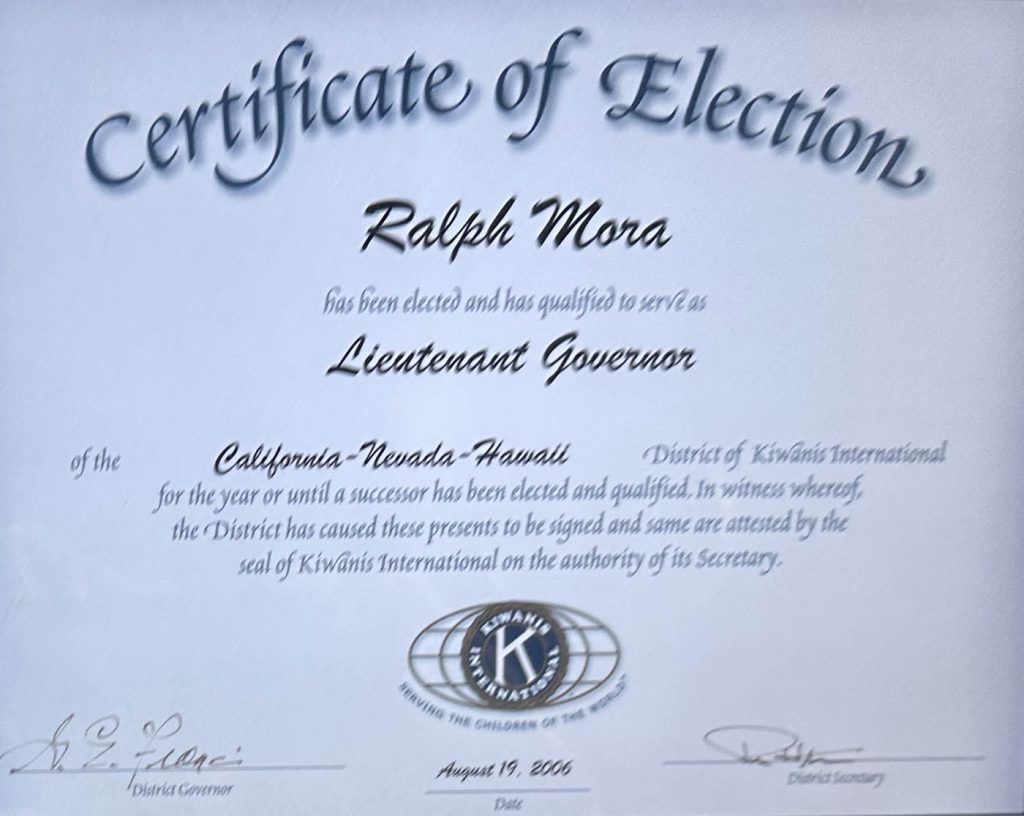 Certificate of Election
Ralph Mora
has been elected and has qualified to serve as
Lieutenant Governor
of the California-Nevada-Hawaii District of Kiwanis International
for the year or until a successor has been elected and qualified. In witness whereof,
the District has caused these presents to be signed and same are attested by the
seal of Kiwanis International on the authority of its Secretary.
KIWANIS
K
INTERNATIONAL
SERVING THE CHILDREN OF THE WORLD
District Governor
August 19, 2006
Date
District Secretary